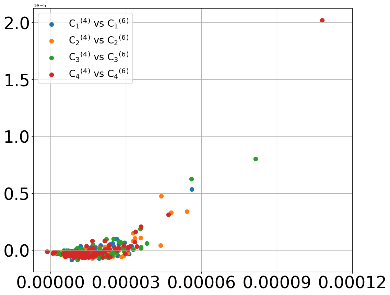 2.0
1.5
1.0
0.5
0.0
C₁⁽⁴⁾ vs C₁⁽⁶⁾
C₂⁽⁴⁾ vs C₂⁽⁶⁾
C₃⁽⁴⁾ vs C₃⁽⁶⁾
C₄⁽⁴⁾ vs C₄⁽⁶⁾
0.00000 0.00003 0.00006 0.00009 0.00012